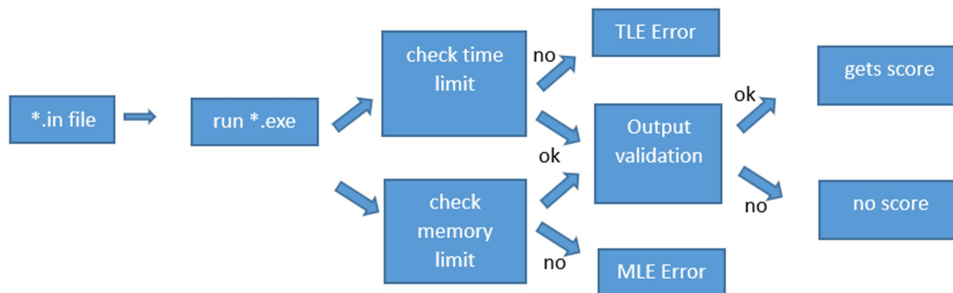 *.in file
run *.exe
check time
limit
no
TLE Error
ok
check
memory
limit
no
MLE Error
Output
validation
ok
gets score
no
no score